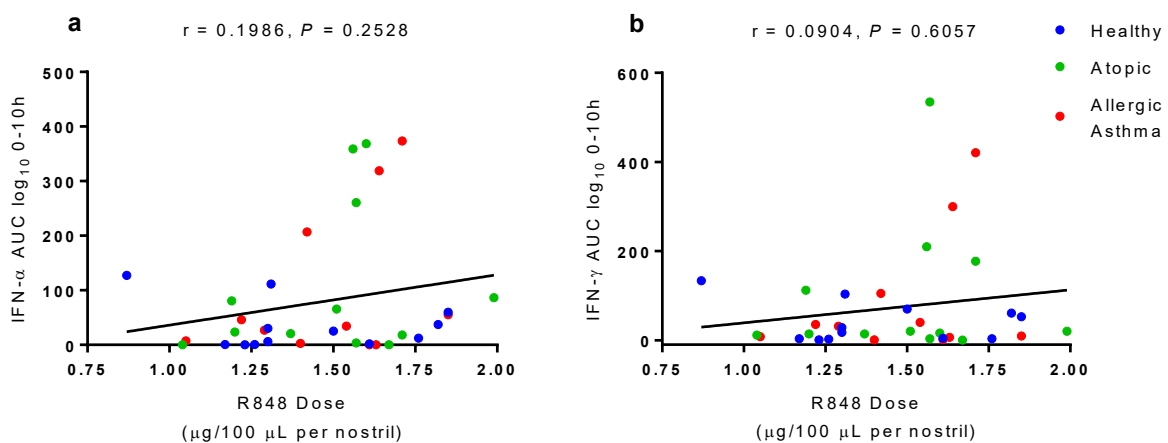 a
r = 0.1986, P = 0.2528
IFN-α AUC log10 0-10h
500
400
300
200
100
0
0.75
1.00
1.25
1.50
1.75
2.00
R848 Dose
(μg/100 μL per nostril)
b
r = 0.0904, P = 0.6057
IFN-γ AUC log10 0-10h
600
400
200
0
0.75
1.00
1.25
1.50
1.75
2.00
R848 Dose
(μg/100 μL per nostril)
Healthy
Atopic
Allergic
Asthma